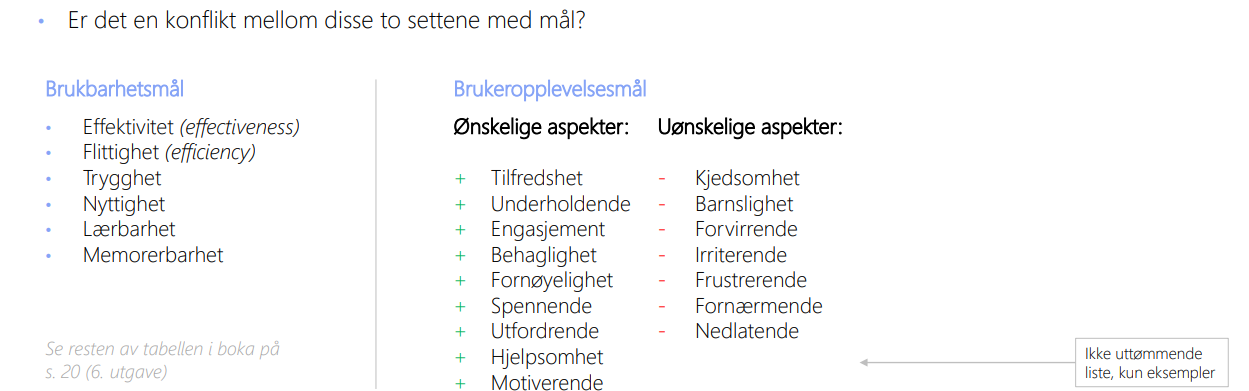 • Er det en konflikt mellom disse to settene med mål?
Brukbarhetsmål
• Effektivitet (effectiveness)
• Flittighet (efficiency)
• Trygghet
• Nyttighet
• Lærbarhet
• Memorerbarhet
Se resten av tabellen i boka på
s. 20 (6. utgave)
Brukeropplevelsesmål
Ønskelige aspekter:
+ Tilfredshet
+ Underholdende
+ Engasjement
+ Behaglighet
+ Fornøyelighet
+ Spennende
+ Utfordrende
+ Hjelpsomhet
+ Motiverende
Uønskelige aspekter:
- Kjedsomhet
- Barnslighet
- Forvirrende
- Irriterende
- Frustrerende
- Fornærmende
- Nedlatende
Ikke uttømmende
liste, kun eksempler